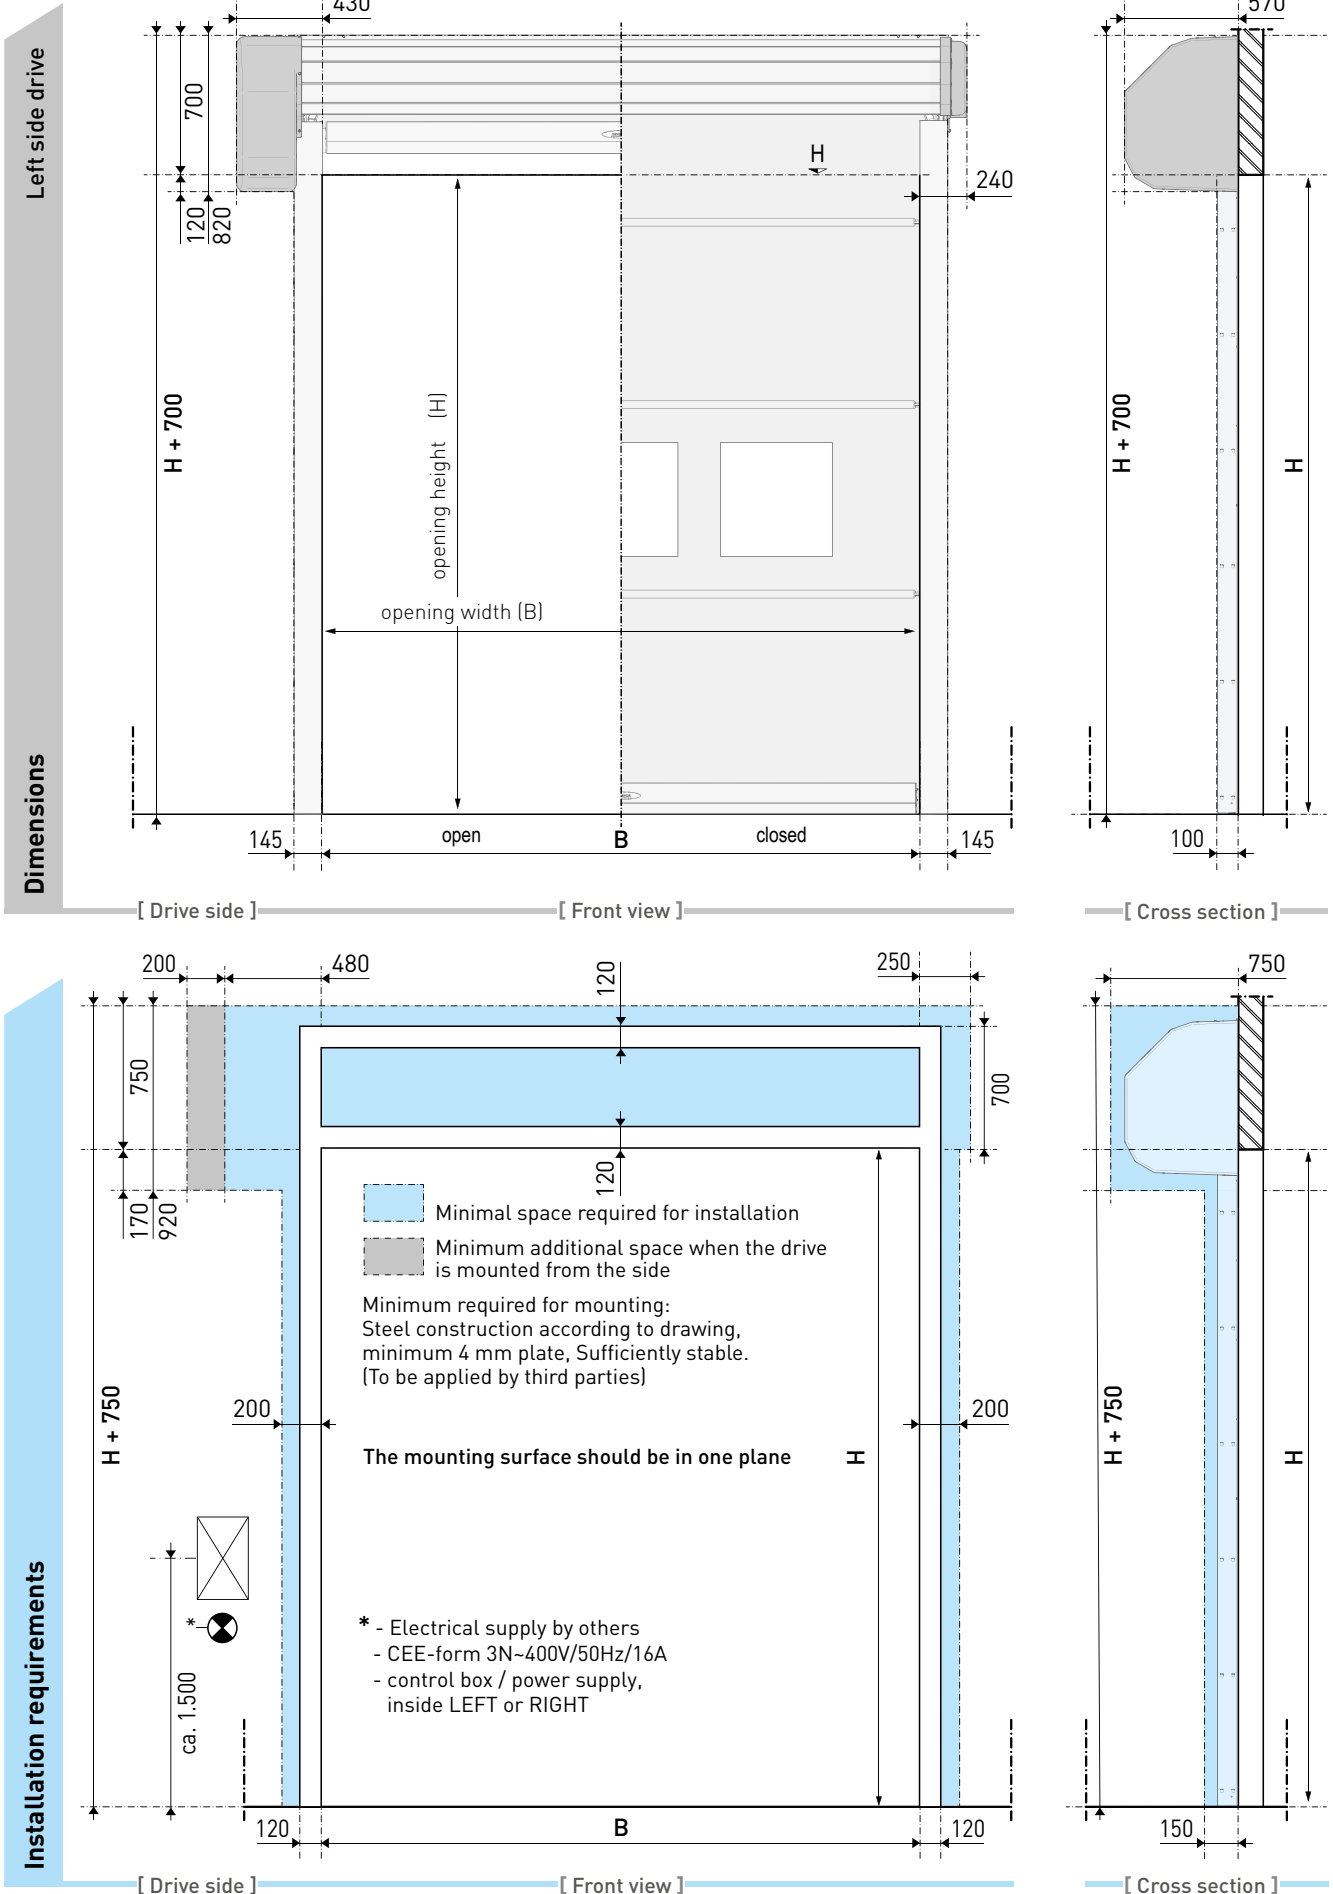 Left side drive
Dimensions
430
570
700
H
240
120
820
H + 700
opening height (H)
opening width (B)
H + 700
H
145
open
B
closed
145
100
[ Drive side ]
[ Front view ]
[ Cross section ]
Installation requirements
200
480
120
250
750
750
700
120
170
920
Minimal space required for installation
Minimum additional space when the drive
is mounted from the side
Minimum required for mounting:
Steel construction according to drawing,
minimum 4 mm plate, Sufficiently stable.
(To be applied by third parties)
H + 750
200
200
The mounting surface should be in one plane
H
H + 750
H
*
* - Electrical supply by others
- CEE-form 3N~400V/50Hz/16A
- control box / power supply,
inside LEFT or RIGHT
ca. 1.500
120
B
120
150
[ Drive side ]
[ Front view ]
[ Cross section ]